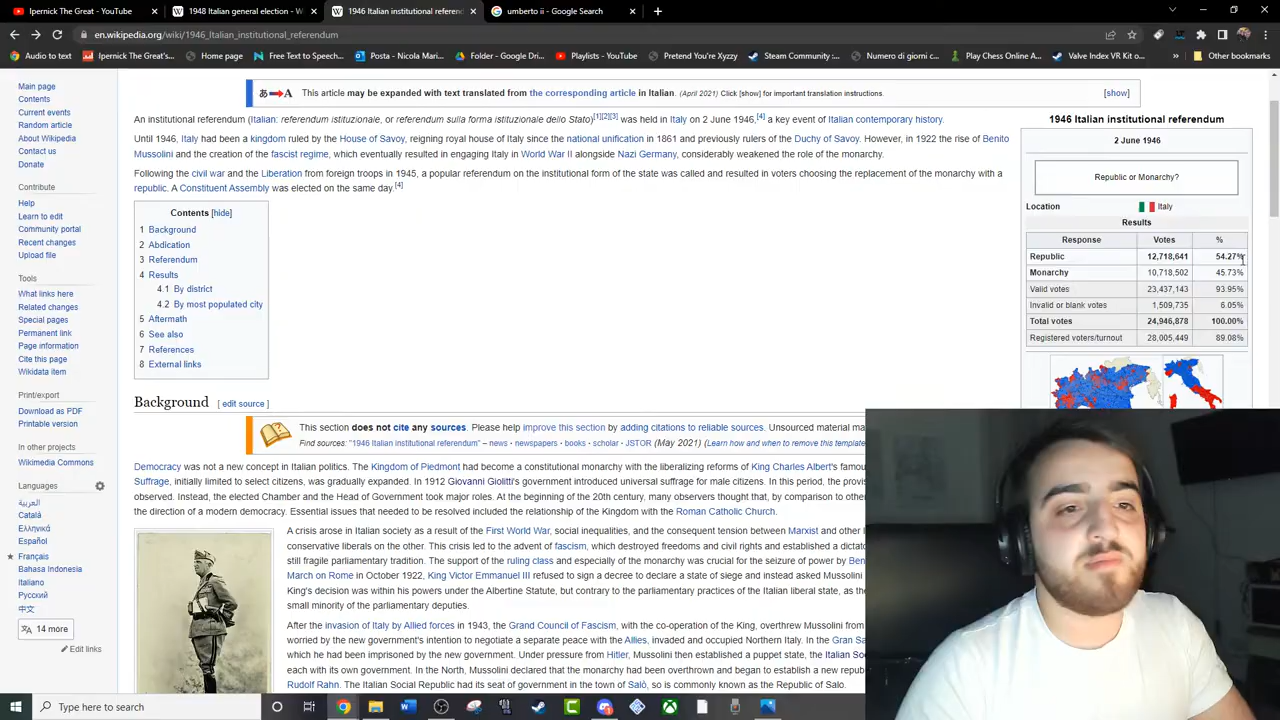 Ipernick The Great - YouTube
1948 Italian general election - W
1946 Italian institutional referen
umberto ii - Google Search
en.wikipedia.org/wiki/1946_Italian_institutional_referendum
Audio to text
Ipernick The Great's...
Home page
Free Text to Speech...
Posta - Nicola Mari...
Folder - Google Dri...
Playlists - YouTube
Pretend You're Xyzzy
Steam Community :...
Numero di giorni c...
Play Chess Online A...
Valve Index VR Kit o...
Other bookmarks
Main page
Contents
Current events
Random article
About Wikipedia
Contact us
Donate
Contribute
Help
Learn to edit
Community portal
Recent changes
Upload file
Tools
What links here
Related changes
Special pages
Permanent link
Page information
Cite this page
Wikidata item
Print/export
Download as PDF
Printable version
In other projects
Wikimedia Commons
Languages
العربية
Català
Ελληνικά
Español
Français
Bahasa Indonesia
Italiano
Русский
中文
14 more
Edit links
This article may be expanded with text translated from the corresponding article in Italian. (April 2021) Click [show] for important translation instructions.
[show]
An institutional referendum (Italian: referendum istituzionale, or referendum sulla forma istituzionale dello Stato)[1][2][3] was held in Italy on 2 June 1946,[4] a key event of Italian contemporary history.
Until 1946, Italy had been a kingdom ruled by the House of Savoy, reigning royal house of Italy since the national unification in 1861 and previously rulers of the Duchy of Savoy. However, in 1922 the rise of Benito
Mussolini and the creation of the fascist regime, which eventually resulted in engaging Italy in World War II alongside Nazi Germany, considerably weakened the role of the monarchy.
Following the civil war and the Liberation from foreign troops in 1945, a popular referendum on the institutional form of the state was called and resulted in voters choosing the replacement of the monarchy with a
republic. A Constituent Assembly was elected on the same day.[4]
Contents [hide]
1 Background
2 Abdication
3 Referendum
4 Results
4.1 By district
4.2 By most populated city
5 Aftermath
6 See also
7 References
8 External links
1946 Italian institutional referendum
2 June 1946
Republic or Monarchy?
Location Italy
Results
Response Votes %
Republic 12,718,641 54.27%
Monarchy 10,718,502 45.73%
Valid votes 23,437,143 93.95%
Invalid or blank votes 1,509,735 6.05%
Total votes 24,946,878 100.00%
Registered voters/turnout 28,005,449 89.08%
Background [ edit source ]
This section does not cite any sources. Please help improve this section by adding citations to reliable sources. Unsourced material ma
Find sources: "1946 Italian institutional referendum" – news · newspapers · books · scholar · JSTOR (May 2021) (Learn how and when to remove this template
Democracy was not a new concept in Italian politics. The Kingdom of Piedmont had become a constitutional monarchy with the liberalizing reforms of King Charles Albert's famou
Suffrage, initially limited to select citizens, was gradually expanded. In 1912 Giovanni Giolitti's government introduced universal suffrage for male citizens. In this period, the provis
observed. Instead, the elected Chamber and the Head of Government took major roles. At the beginning of the 20th century, many observers thought that, by comparison to othe
the direction of a modern democracy. Essential issues that needed to be resolved included the relationship of the Kingdom with the Roman Catholic Church.
A crisis arose in Italian society as a result of the First World War, social inequalities, and the consequent tension between Marxist and other l
conservative liberals on the other. This crisis led to the advent of fascism, which destroyed freedoms and civil rights and established a dictato
still fragile parliamentary tradition. The support of the ruling class and especially of the monarchy was crucial for the seizure of power by Ben
March on Rome in October 1922, King Victor Emmanuel III refused to sign a decree to declare a state of siege and instead asked Mussolini
King's decision was within his powers under the Albertine Statute, but contrary to the parliamentary practices of the Italian liberal state, as the
small minority of the parliamentary deputies.
After the invasion of Italy by Allied forces in 1943, the Grand Council of Fascism, with the co-operation of the King, overthrew Mussolini from
worried by the new government's intention to negotiate a separate peace with the Allies, invaded and occupied Northern Italy. In the Gran Sa
which he had been imprisoned by the new government. Under pressure from Hitler, Mussolini then established a puppet state, the Italian Soc
each with its own government. In the North, Mussolini declared that the monarchy had been overthrown and began to establish a new repub
Rudolf Rahn. The Italian Social Republic had its seat of government in the town of Salò, so is commonly known as the Republic of Salo.
Type here to search